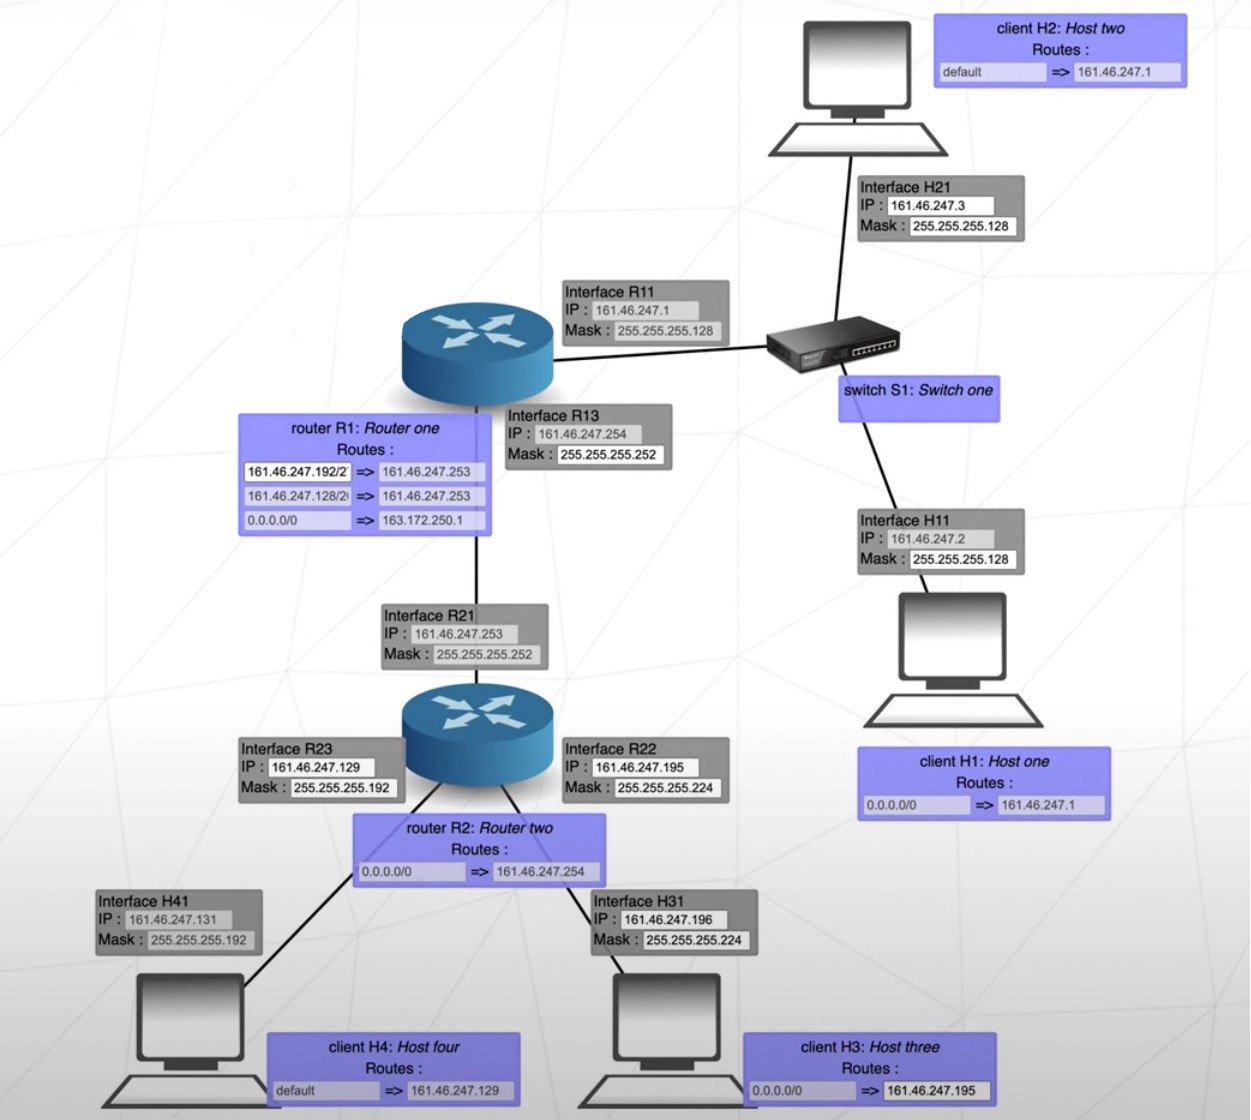 client H2: Host two
Routes :
default => 161.46.247.1
Interface H21
IP : 161.46.247.3
Mask : 255.255.255.128
Interface R11
IP : 161.46.247.1
Mask : 255.255.255.128
switch S1: Switch one
Interface R13
IP : 161.46.247.254
Mask : 255.255.255.252
router R1: Router one
Routes :
161.46.247.192/2 => 161.46.247.253
161.46.247.128/2 => 161.46.247.253
0.0.0.0/0 => 163.172.250.1
Interface H11
IP : 161.46.247.2
Mask : 255.255.255.128
Interface R21
IP : 161.46.247.253
Mask : 255.255.255.252
client H1: Host one
Routes :
0.0.0.0/0 => 161.46.247.1
Interface R23
IP : 161.46.247.129
Mask : 255.255.255.192
Interface R22
IP : 161.46.247.195
Mask : 255.255.255.224
router R2: Router two
Routes :
0.0.0.0/0 => 161.46.247.254
Interface H41
IP : 161.46.247.131
Mask : 255.255.255.192
Interface H31
IP : 161.46.247.196
Mask : 255.255.255.224
client H4: Host four
Routes :
default => 161.46.247.129
client H3: Host three
Routes :
0.0.0.0/0 => 161.46.247.195